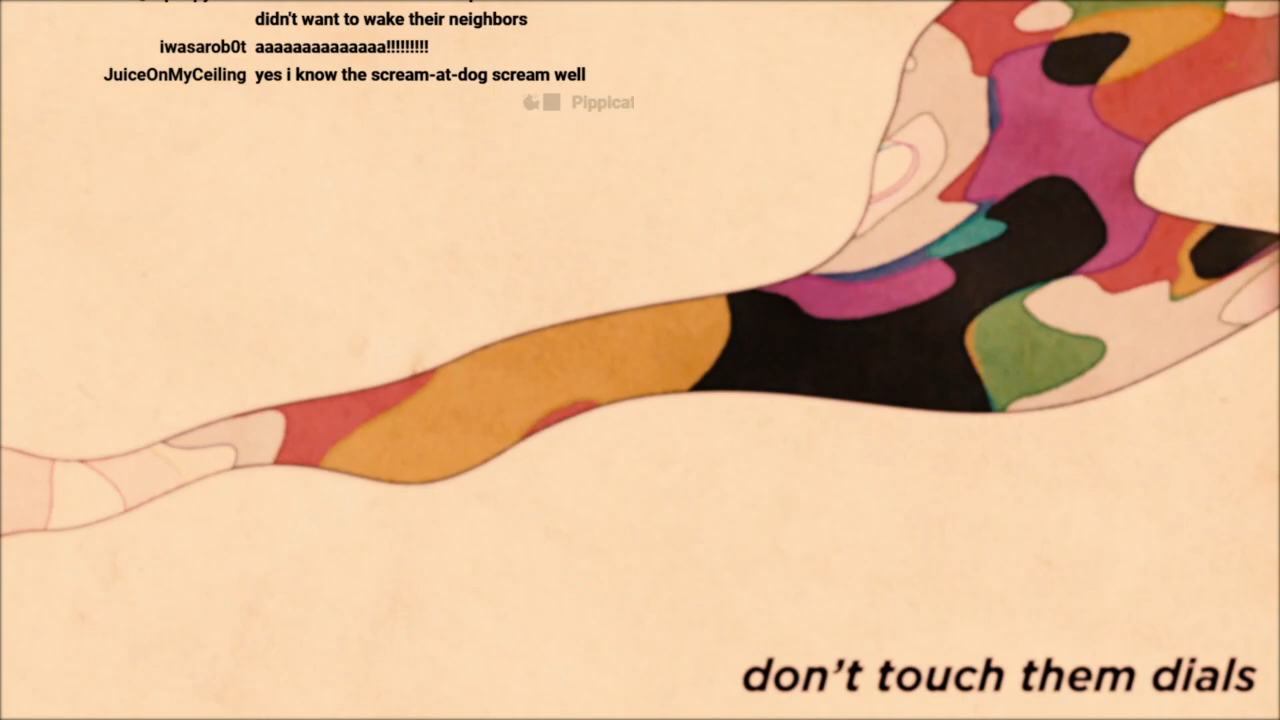 didn't want to wake their neighbors
iwasarob0t aaaaaaaaaaaaaa!!!!!!!!!
JuiceOnMyCeiling yes i know the scream-at-dog scream well
don't touch them dials